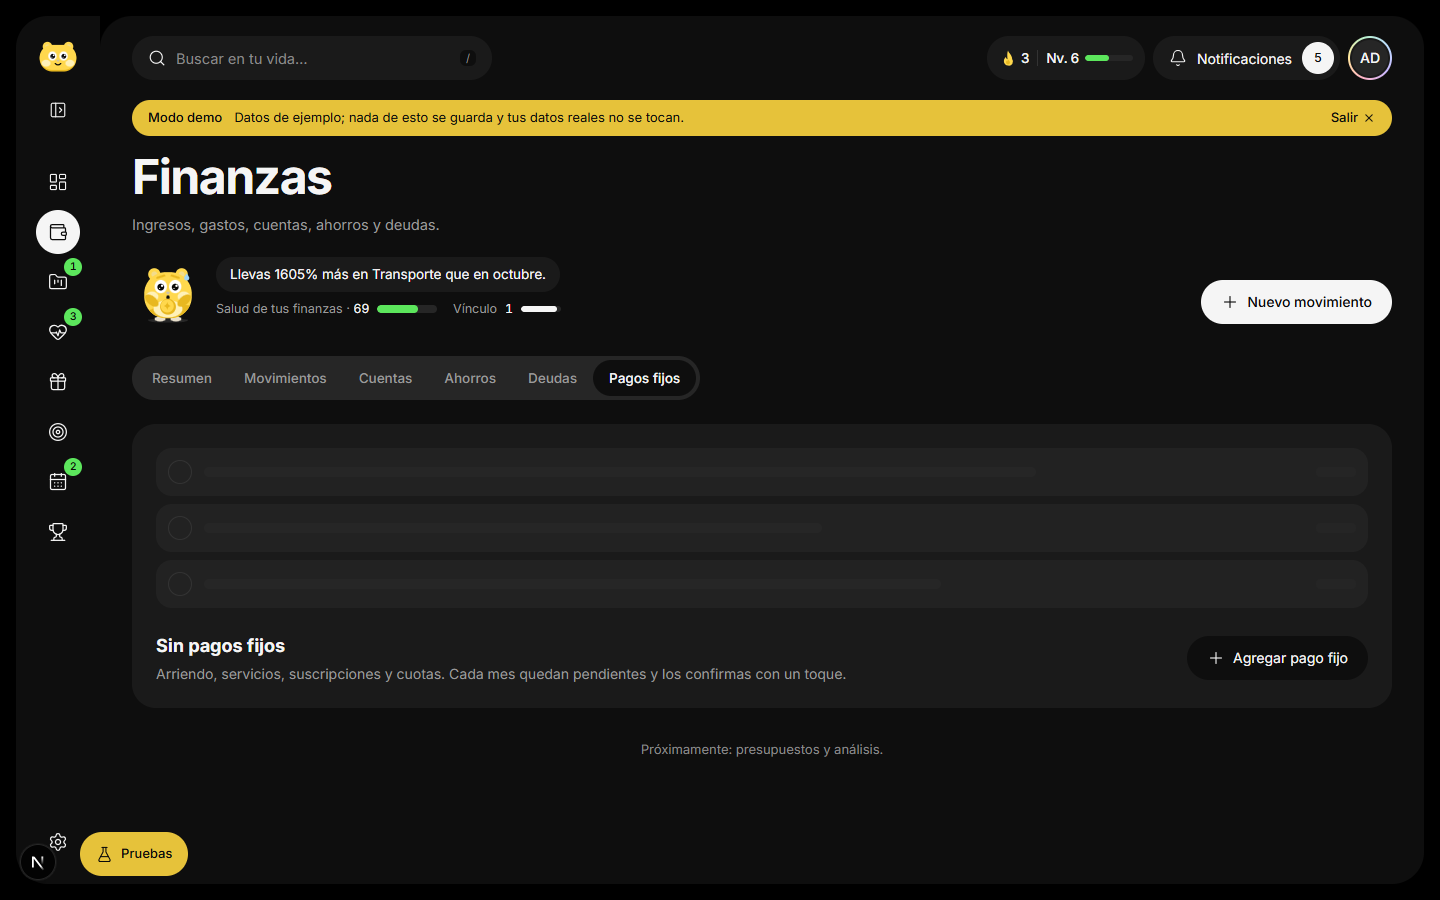 Buscar en tu vida...
/
3
Nv. 6
Notificaciones
5
AD
Modo demo Datos de ejemplo; nada de esto se guarda y tus datos reales no se tocan.
Salir
Finanzas
Ingresos, gastos, cuentas, ahorros y deudas.
Llevas 1605% más en Transporte que en octubre.
Salud de tus finanzas · 69
Vínculo 1
Nuevo movimiento
1
3
2
Resumen
Movimientos
Cuentas
Ahorros
Deudas
Pagos fijos
Sin pagos fijos
Arriendo, servicios, suscripciones y cuotas. Cada mes quedan pendientes y los confirmas con un toque.
Agregar pago fijo
Próximamente: presupuestos y análisis.
N
Pruebas